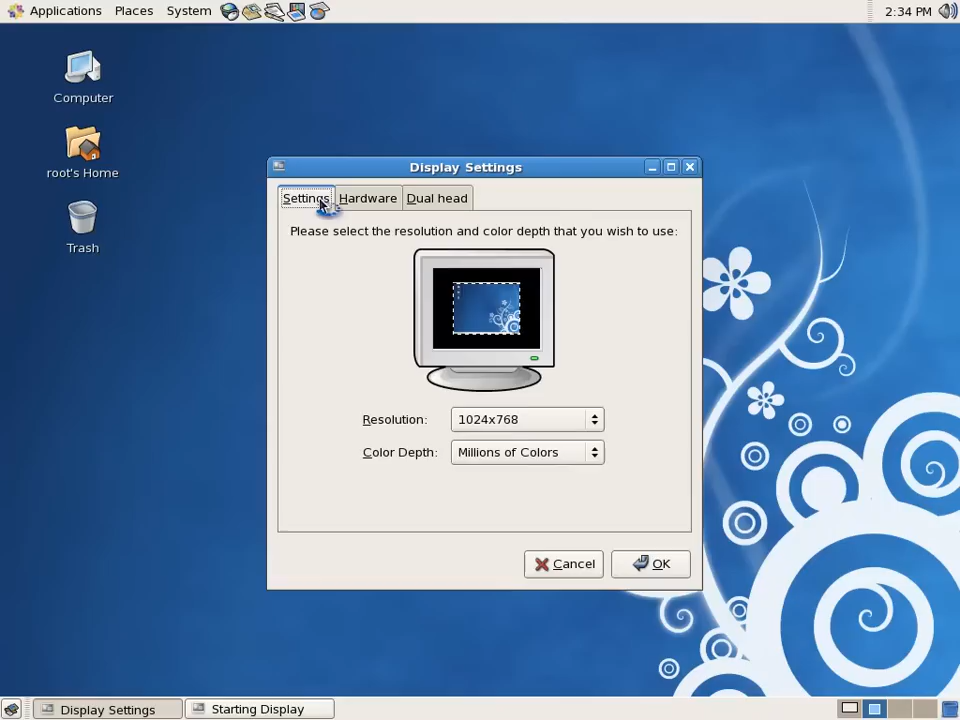 Applications Places System 2:34 PM
Computer
root's Home
Trash
Display Settings
Settings Hardware Dual head
Please select the resolution and color depth that you wish to use:
Resolution: 1024x768
Color Depth: Millions of Colors
Cancel OK
Display Settings Starting Display